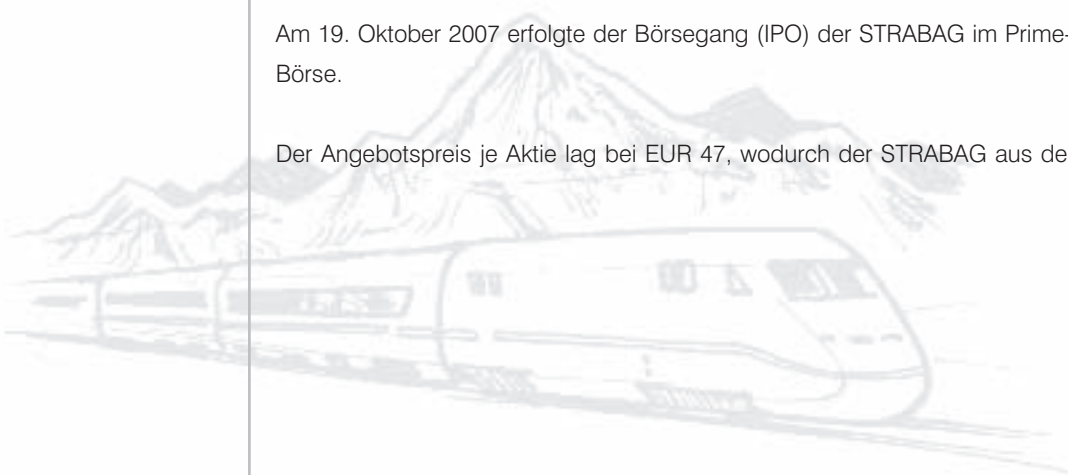 Am 19. Oktober 2007 erfolgte der Börsegang (IPO) der STRABAG im Prime-
Börse.
Der Angebotspreis je Aktie lag bei EUR 47, wodurch der STRABAG aus de